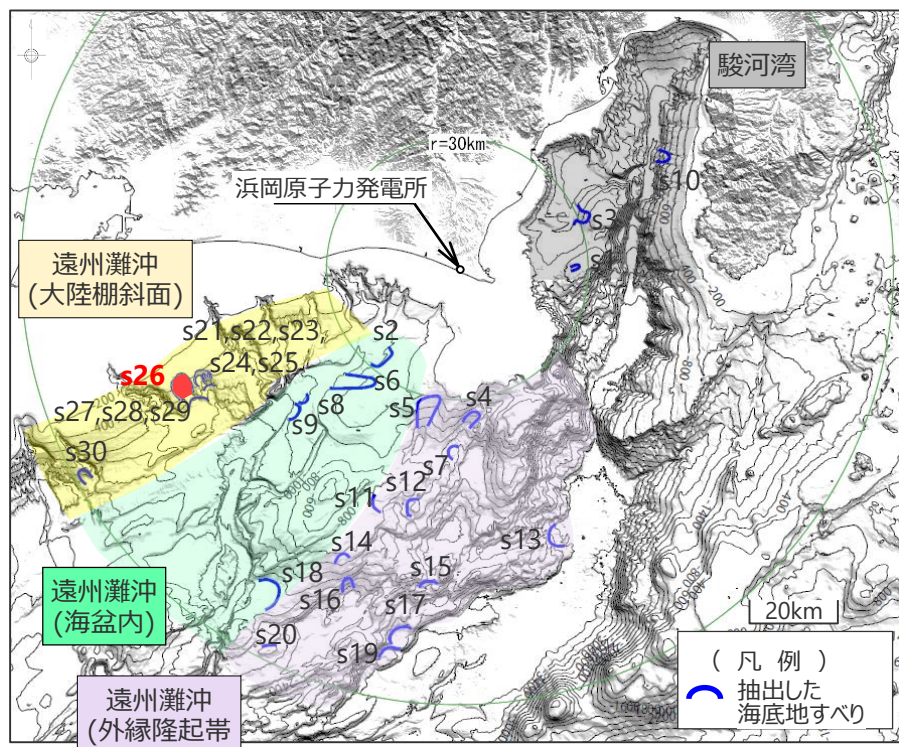 駿河湾
r=30km
浜岡原子力発電所
s10
s3
s
遠州灘沖
(大陸棚斜面)
s21,s22,s23,
s24,s25,
s26
s27,s28,s29
s30
s2
s6
s8
s9
s5
s4
s7
s12
s11
s13
s14
s15
s18
s16
s17
s20
s19
遠州灘沖
(海盆内)
遠州灘沖
(外縁隆起帯
20km
(凡例)
抽出した
海底地すべり